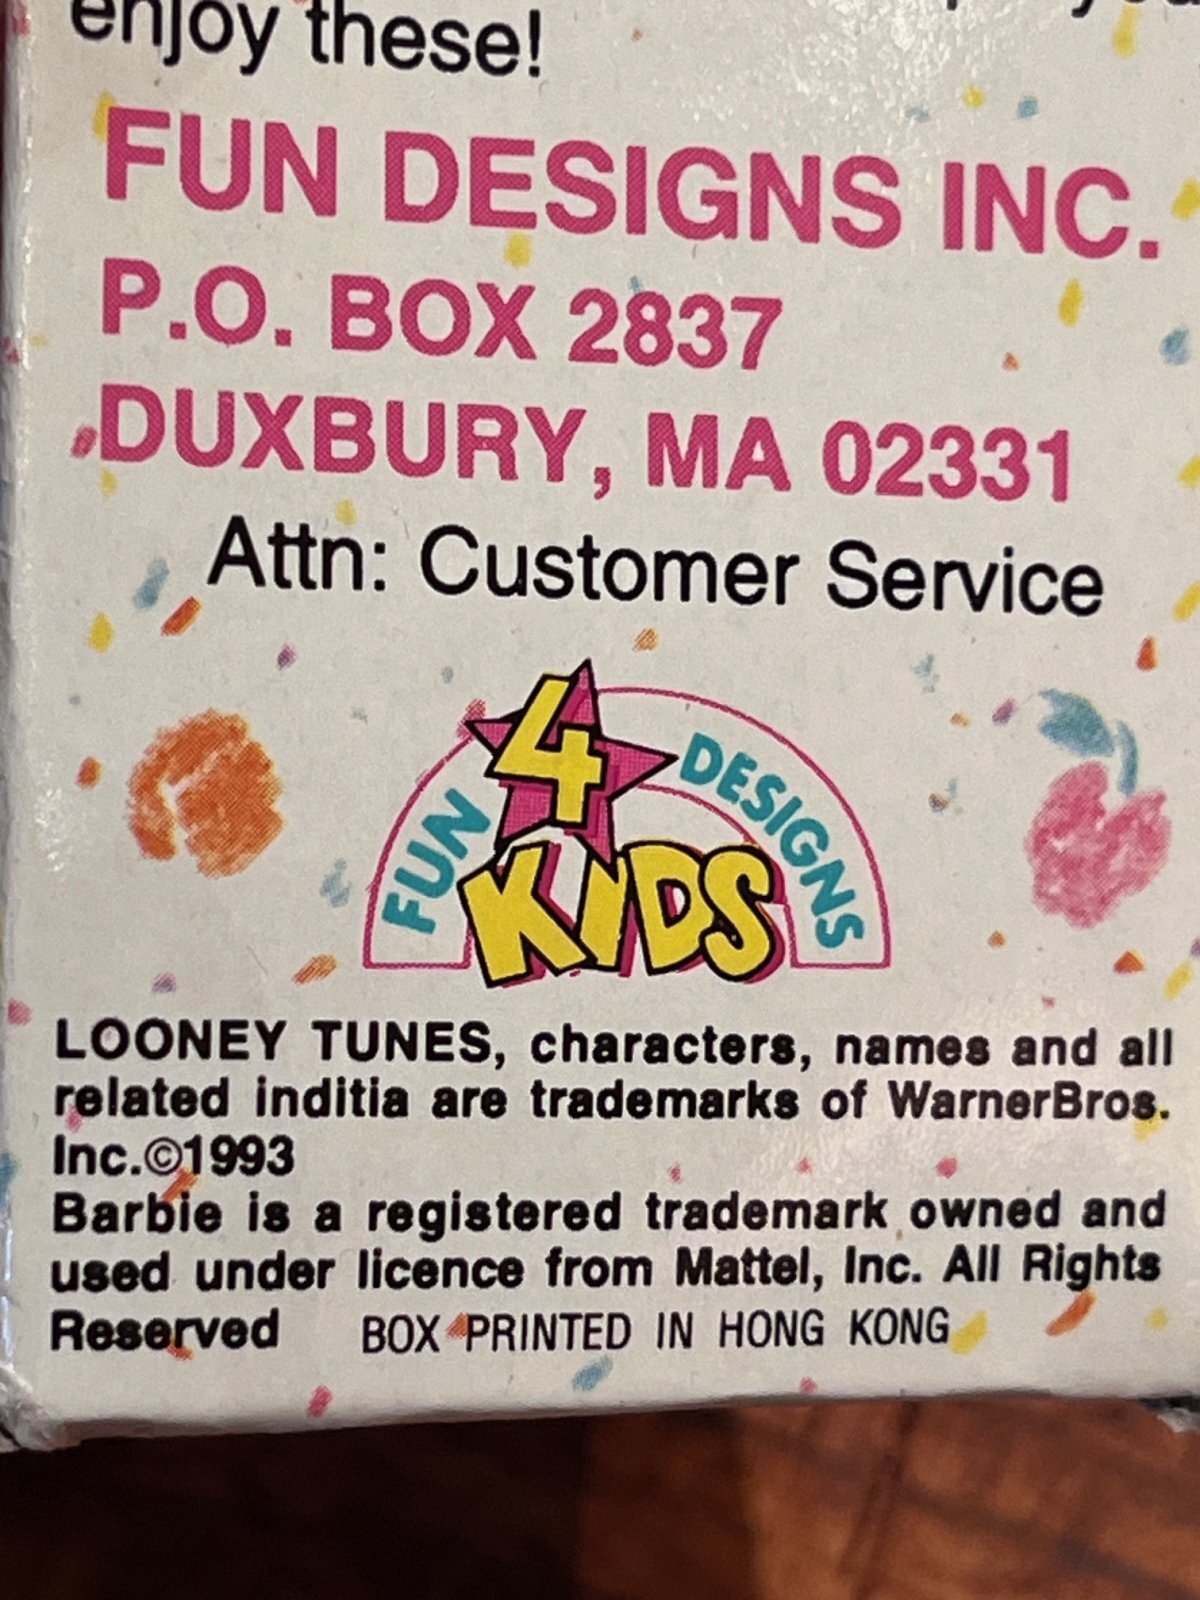 enjoy these!
FUN DESIGNS INC.
P.O. BOX 2837
DUXBURY, MA 02331
Attn: Customer Service
FUN 4 KIDS DESIGNS
LOONEY TUNES, characters, names and all
related inditia are trademarks of WarnerBros.
Inc.©1993
Barbie is a registered trademark owned and
used under licence from Mattel, Inc. All Rights
Reserved BOX PRINTED IN HONG KONG